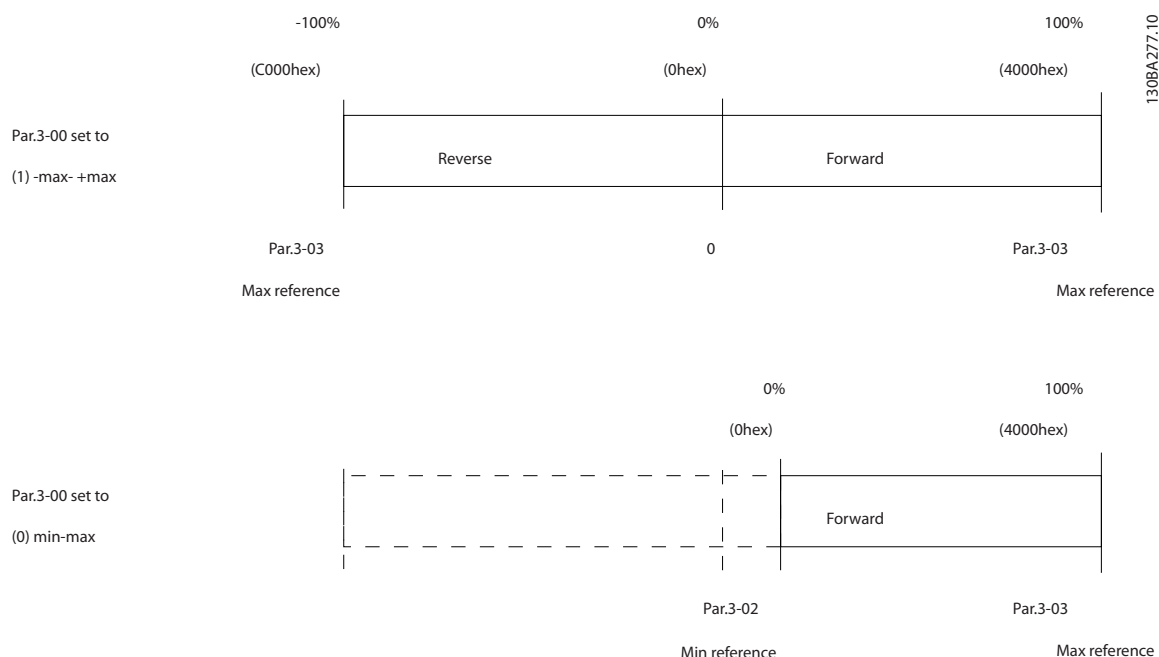 -100% 0% 100%
(C000hex) (0hex) (4000hex)
130BA277.10
Par.3-00 set to
(1) -max- +max
Reverse Forward
Par.3-03 0 Par.3-03
Max reference Max reference
0% 100%
(0hex) (4000hex)
Par.3-00 set to
(0) min-max
Forward
Par.3-02 Par.3-03
Min reference Max reference